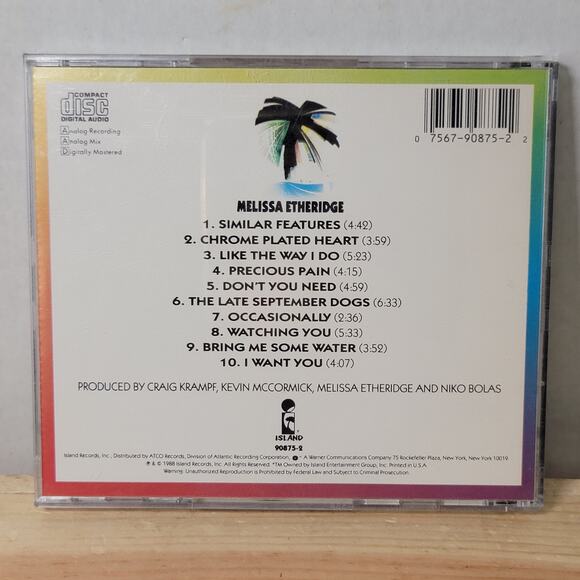 COMPACT
disc
DIGITAL AUDIO
Analog Recording
Analog Mix
Digitally Mastered
0 7567-90875-2 2
MELISSA ETHERIDGE
1. SIMILAR FEATURES (4:42)
2. CHROME PLATED HEART (3:59)
3. LIKE THE WAY I DO (5:23)
4. PRECIOUS PAIN (4:15)
5. DON'T YOU NEED (4:59)
6. THE LATE SEPTEMBER DOGS (6:33)
7. OCCASIONALLY (2:36)
8. WATCHING YOU (5:33)
9. BRING ME SOME WATER (3:52)
10. I WANT YOU (4:07)
PRODUCED BY CRAIG KRAMPF, KEVIN MCCORMICK, MELISSA ETHERIDGE AND NIKO BOLAS
ISLAND
90875-2
Island Records, Inc., Distributed by ATCO Records, Division of Atlantic Recording Corporation, A Warner Communications Company 75 Rockefeller Plaza, New York, New York 10019.
℗ & © 1988 Island Records, Inc. All Rights Reserved. *TM Owned by Island Entertainment Group, Inc. Printed in U.S.A.
Warning: Unauthorized Reproduction is Prohibited by Federal Law and Subject to Criminal Prosecution.